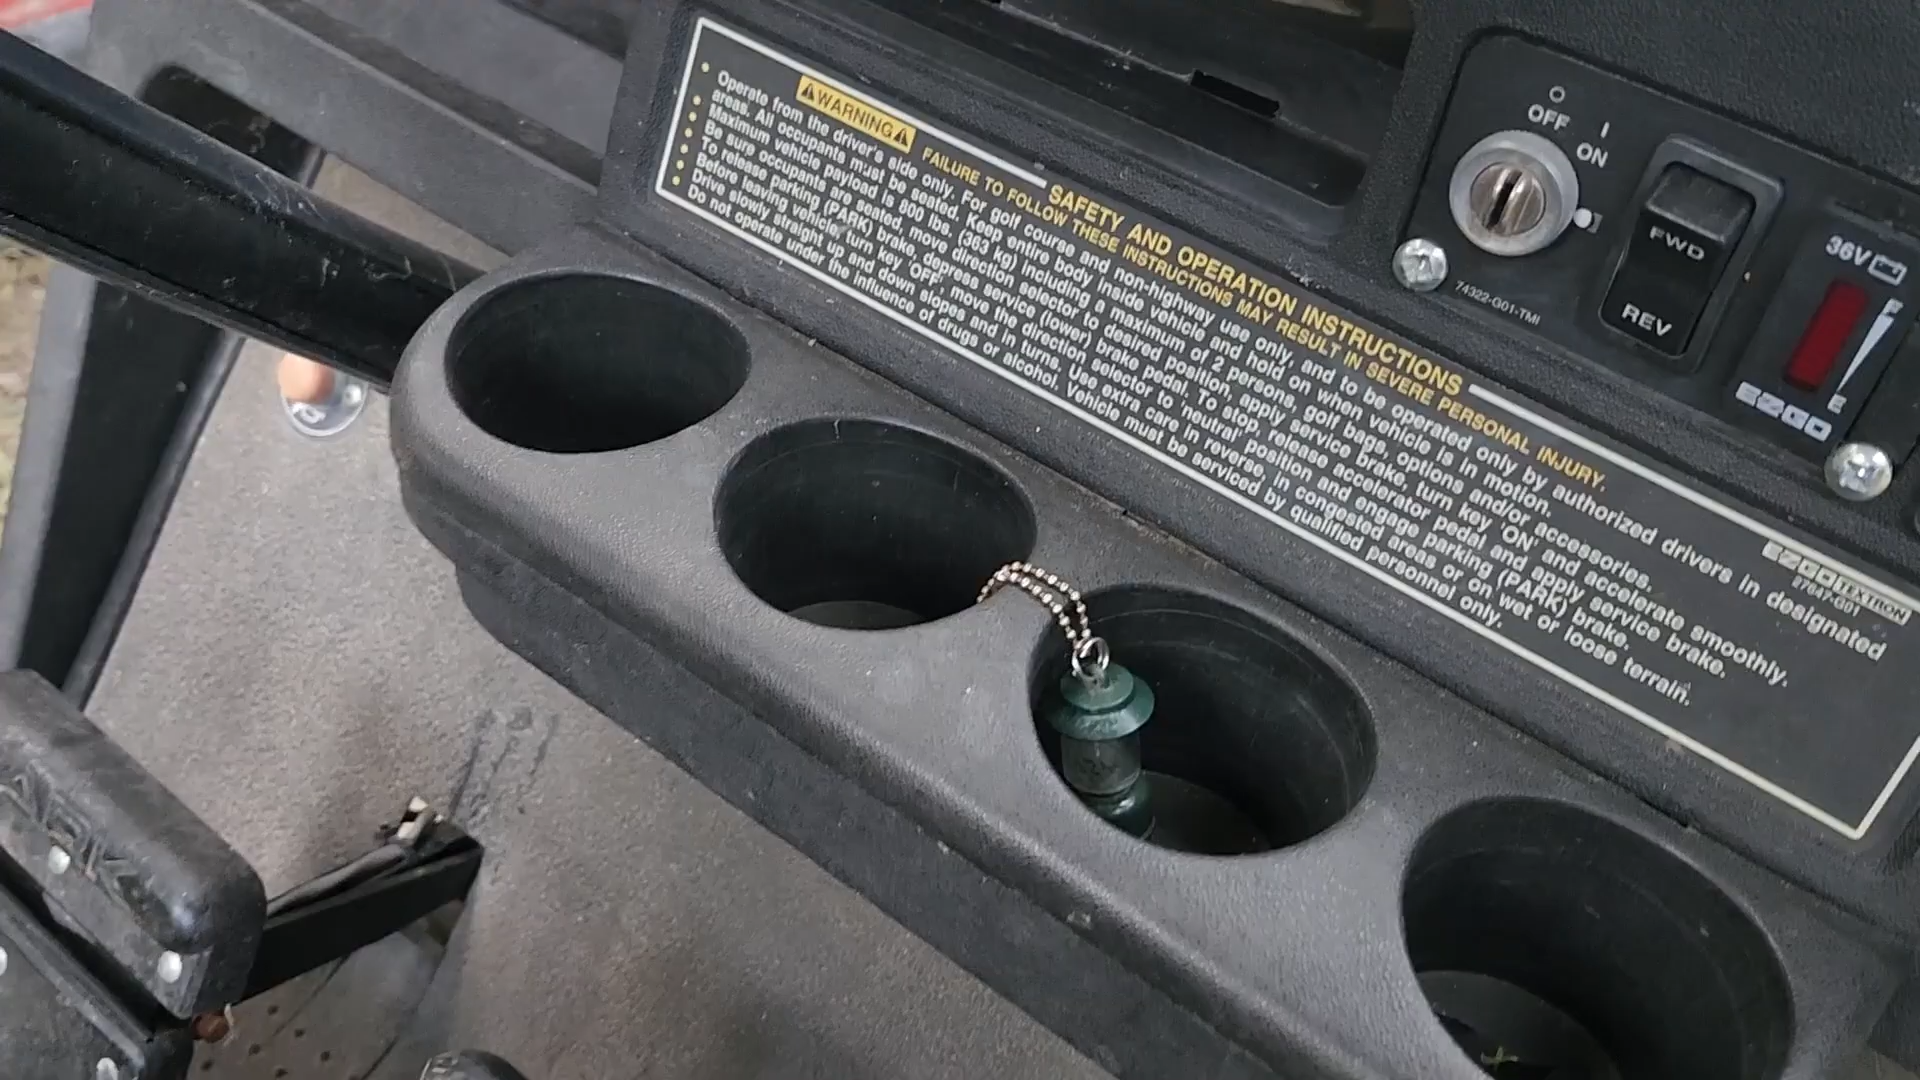 WARNING
SAFETY AND OPERATION INSTRUCTIONS
FAILURE TO FOLLOW THESE INSTRUCTIONS MAY RESULT IN SEVERE PERSONAL INJURY.
Operate from the driver's side only. For golf course and non-highway use only, and to be operated only by authorized drivers in designated
areas. All occupants must be seated. Keep entire body inside vehicle and hold on when vehicle is in motion.
Maximum vehicle payload is 800 lbs. (363 kg) including a maximum of 2 persons, golf bags, options and/or accessories.
Be sure occupants are seated, move direction selector to desired position, apply service brake, turn key 'ON' and accelerate smoothly.
To release parking (PARK) brake, depress service (lower) brake pedal. To stop, release accelerator pedal and apply service brake.
Before leaving vehicle, turn key 'OFF', move the direction selector to 'neutral' position and engage parking (PARK) brake.
Drive slowly straight up and down slopes and in turns. Use extra care in reverse, in congested areas or on wet or loose terrain.
Do not operate under the influence of drugs or alcohol. Vehicle must be serviced by qualified personnel only.
EZGO TEXTRON
27647-G01
OFF
ON
74322-G01-TMI
FWD
REV
36V
F
E
EZGO